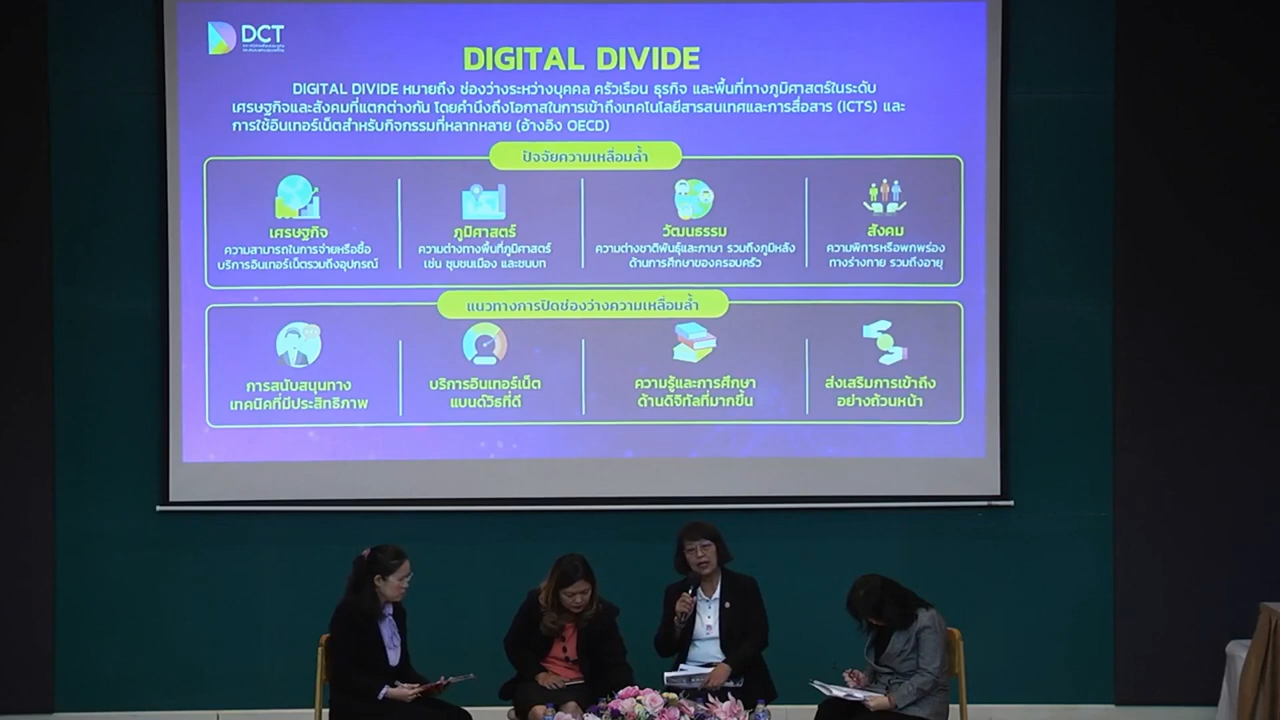 DCT
DIGITAL DIVIDE
DIGITAL DIVIDE หมายถึง ช่องว่างระหว่างบุคคล ครัวเรือน ธุรกิจ และพื้นที่ทางภูมิศาสตร์ในระดับ
เศรษฐกิจและสังคมที่แตกต่างกัน โดยคำนึงถึงโอกาสในการเข้าถึงเทคโนโลยีสารสนเทศและการสื่อสาร (ICTS) และ
การใช้อินเทอร์เน็ตสำหรับกิจกรรมที่หลากหลาย (อ้างอิง OECD)
ปัจจัยความเหลื่อมล้ำ
เศรษฐกิจ
ความสามารถในการจ่ายหรือซื้อ
บริการอินเทอร์เน็ตรวมถึงอุปกรณ์
ภูมิศาสตร์
ความต่างทางพื้นที่ภูมิศาสตร์
เช่น ชุมชนเมือง และชนบท
วัฒนธรรม
ความต่างชาติพันธุ์และภาษา รวมถึงภูมิหลัง
ด้านการศึกษาของครอบครัว
สังคม
ความพิการหรือพกพร่อง
ทางร่างกาย รวมถึงอายุ
แนวทางการปิดช่องว่างความเหลื่อมล้ำ
การสนับสนุนทาง
เทคนิคที่มีประสิทธิภาพ
บริการอินเทอร์เน็ต
แบนด์วิธที่ดี
ความรู้และการศึกษา
ด้านดิจิทัลที่มากขึ้น
ส่งเสริมการเข้าถึง
อย่างถ้วนหน้า